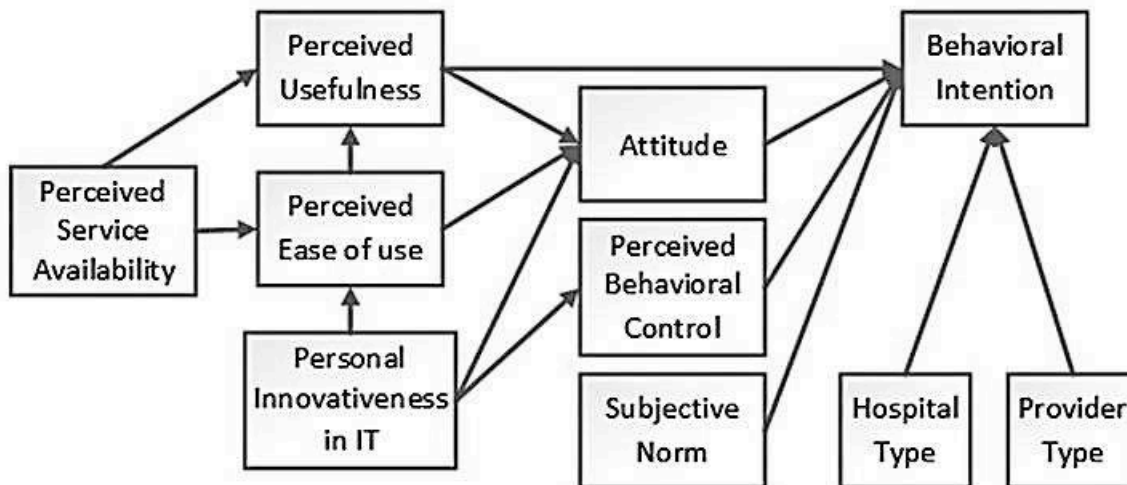 Perceived
Usefulness
Behavioral
Intention
Attitude
Perceived
Service
Availability
Perceived
Ease of use
Perceived
Behavioral
Control
Personal
Innovativeness
in IT
Subjective
Norm
Hospital
Type
Provider
Type